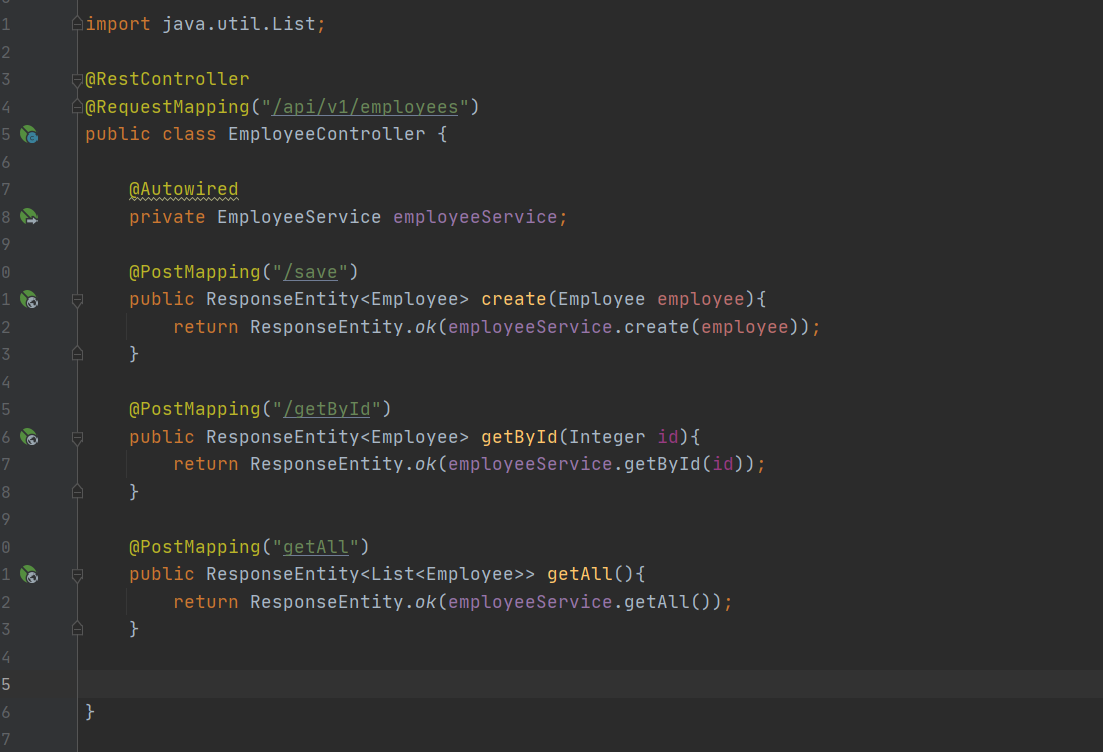 1 import java.util.List;
2
3 @RestController
4 @RequestMapping("/api/v1/employees")
5 public class EmployeeController {
6
7 @Autowired
8 private EmployeeService employeeService;
9
0 @PostMapping("/save")
1 public ResponseEntity<Employee> create(Employee employee){
2 return ResponseEntity.ok(employeeService.create(employee));
3 }
4
5 @PostMapping("/getById")
6 public ResponseEntity<Employee> getById(Integer id){
7 return ResponseEntity.ok(employeeService.getById(id));
8 }
9
0 @PostMapping("getAll")
1 public ResponseEntity<List<Employee>> getAll(){
2 return ResponseEntity.ok(employeeService.getAll());
3 }
4
5
6 }
7